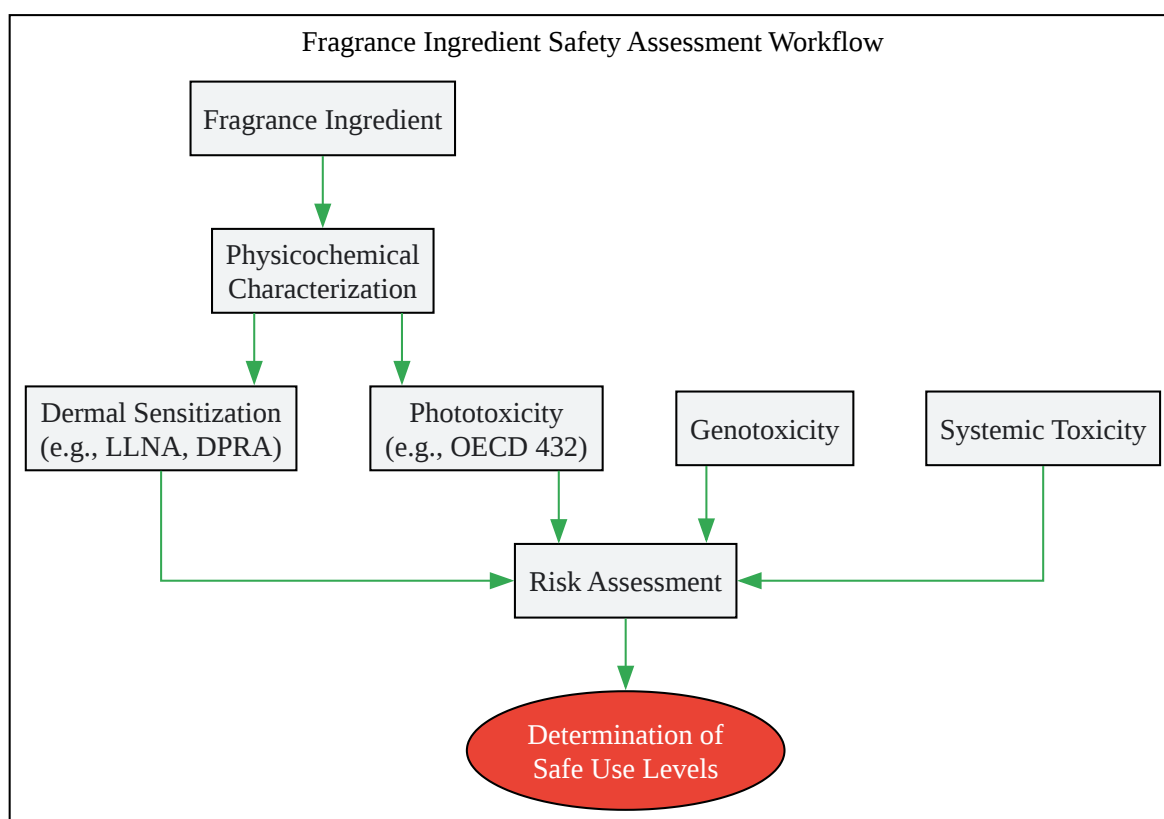 Fragrance Ingredient Safety Assessment Workflow
Fragrance Ingredient
Physicochemical
Characterization
Dermal Sensitization
(e.g., LLNA, DPRA)
Phototoxicity
(e.g., OECD 432)
Genotoxicity
Systemic Toxicity
Risk Assessment
Determination of
Safe Use Levels